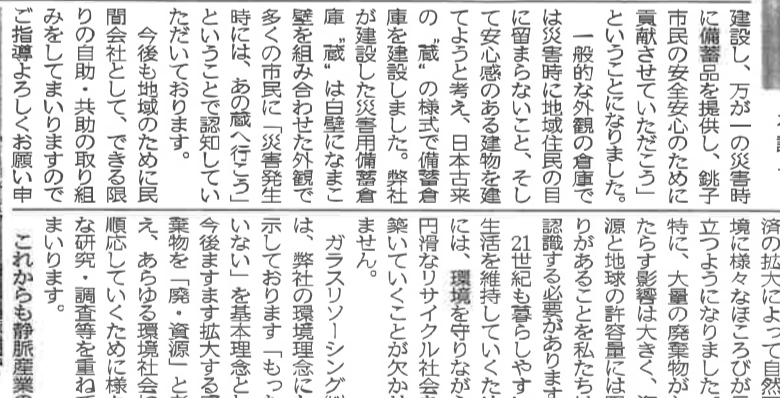 建設し、万が一の災害時
に備蓄品を提供し、銚子
市民の安全安心のために
貢献させていただこう」
ということになりました。
一般的な外観の倉庫で
は災害時に地域住民の目
に留まらないこと、そし
て安心感のある建物を建
てようと考え、日本古来
の〝蔵〟の様式で備蓄倉
庫を建設しました。弊社
が建設した災害用備蓄倉
庫〝蔵〟は白壁になまこ
壁を組み合わせた外観で
多くの市民に「災害発生
時には、あの蔵へ行こう」
ということで認知してい
ただいております。
今後も地域のために民
間会社として、できる限
りの自助・共助の取り組
みをしてまいりますので
ご指導よろしくお願い申
済の拡大によって自然
境に様々なほころびが
立つようになりました。
特に、大量の廃棄物が
たらす影響は大きく、
源と地球の許容量には
りがあることを私たちは
認識する必要があります
21世紀も暮らしやす
生活を維持していくた
には、環境を守りなが
円滑なリサイクル社会
築いていくことが欠か
ません。
ガラスリソーシング
は、弊社の環境理念に
示しております「もっ
いない」を基本理念と
今後ますます拡大する
棄物を「廃・資源」と
え、あらゆる環境社会に
順応していくために様
な研究・調査等を重ね
まいります。
これからも静脈産業の